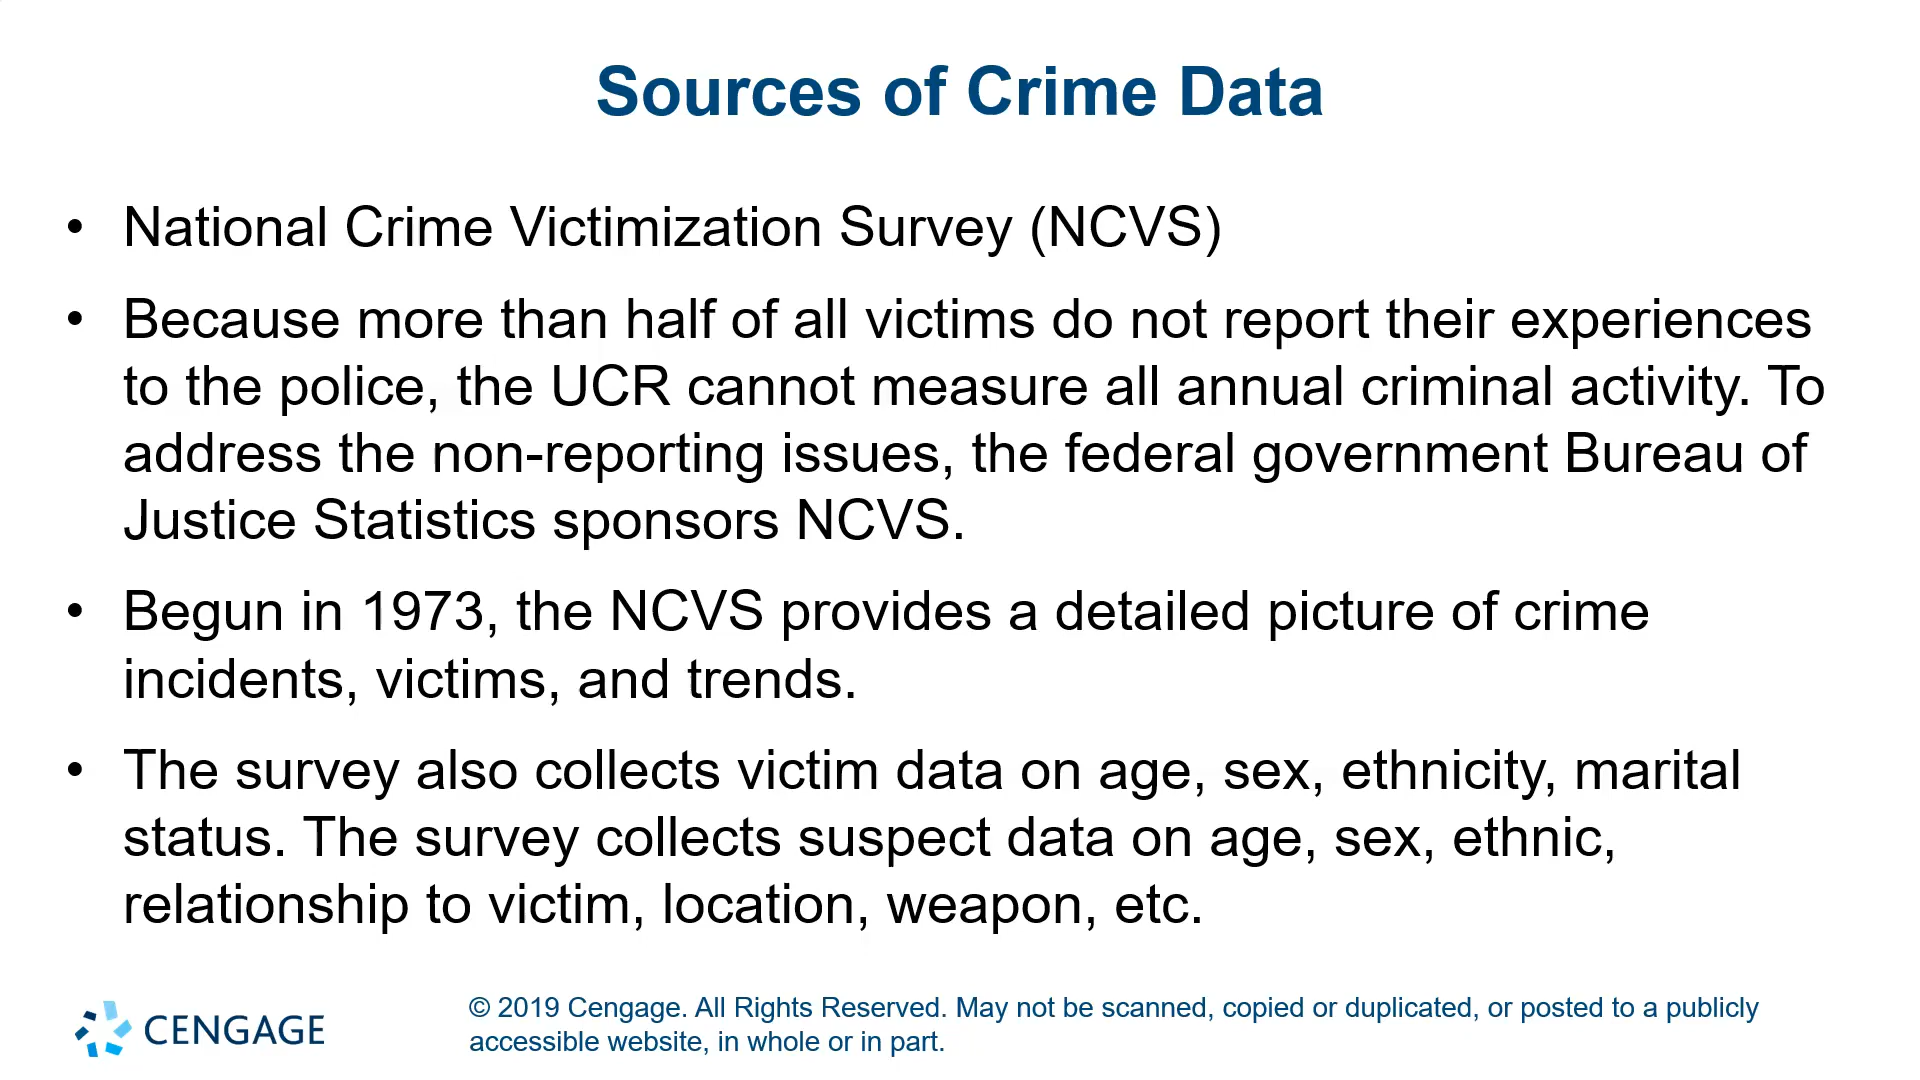 Sources of Crime Data
• National Crime Victimization Survey (NCVS)
• Because more than half of all victims do not report their experiences
to the police, the UCR cannot measure all annual criminal activity. To
address the non-reporting issues, the federal government Bureau of
Justice Statistics sponsors NCVS.
• Begun in 1973, the NCVS provides a detailed picture of crime
incidents, victims, and trends.
• The survey also collects victim data on age, sex, ethnicity, marital
status. The survey collects suspect data on age, sex, ethnic,
relationship to victim, location, weapon, etc.
CENGAGE
© 2019 Cengage. All Rights Reserved. May not be scanned, copied or duplicated, or posted to a publicly
accessible website, in whole or in part.